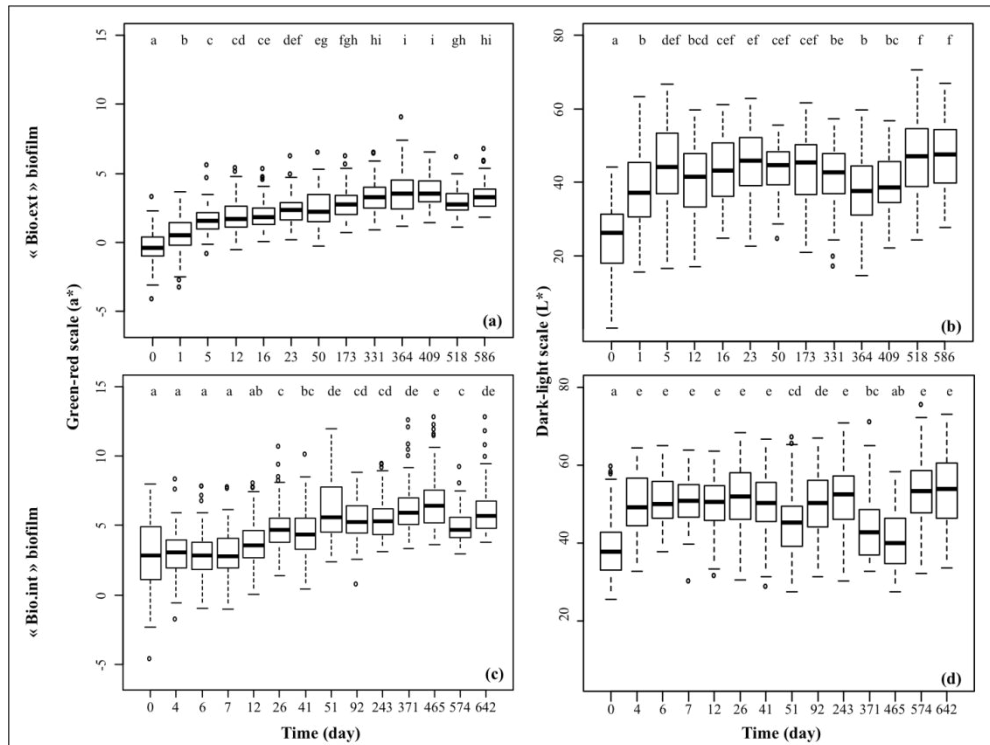 « Bio.ext » biofilm
Green-red scale (a*)
15
10
5
0
-5
a b c cd ce def eg fgh hi i i gh hi
(a)
0 1 5 12 16 23 50 173 331 364 409 518 586
Dark-light scale (L*)
80
60
40
20
a b def bcd cef ef cef cef be b bc f f
(b)
0 1 5 12 16 23 50 173 331 364 409 518 586
« Bio.int » biofilm
15
10
5
0
-5
a a a a ab c bc de cd cd de e c de
(c)
0 4 6 7 12 26 41 51 92 243 371 465 574 642
Time (day)
80
60
40
20
a e e e e e e cd de e bc ab e e
(d)
0 4 6 7 12 26 41 51 92 243 371 465 574 642
Time (day)